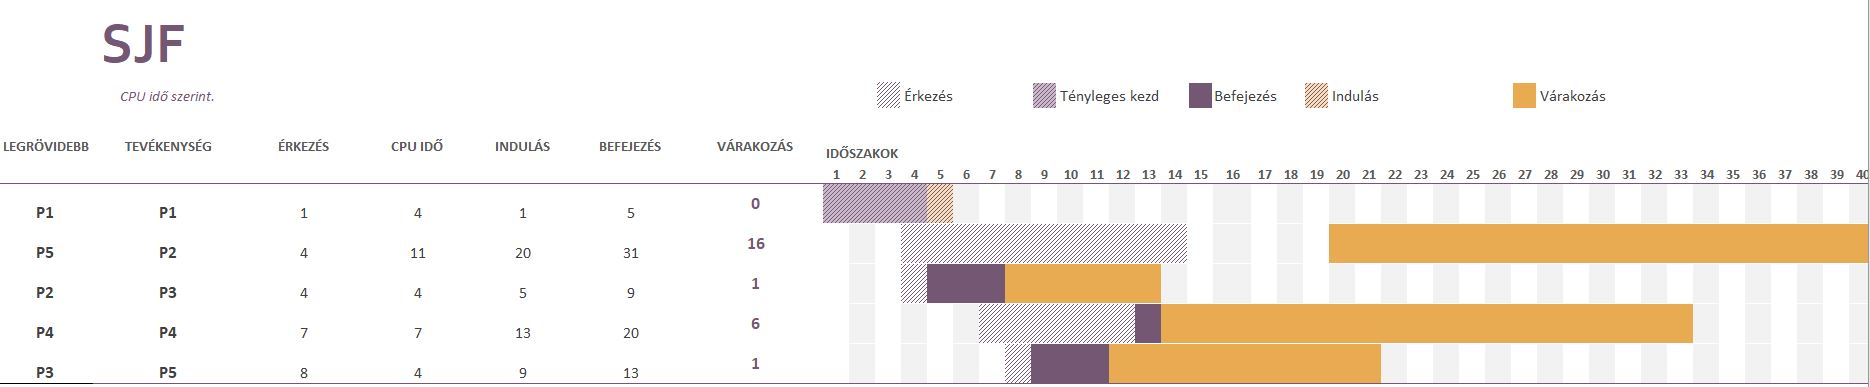 SJF
CPU idő szerint.
Érkezés Tényleges kezd Befejezés Indulás Várakozás
LEGRÖVIDEBB TEVÉKENYSÉG ÉRKEZÉS CPU IDŐ INDULÁS BEFEJEZÉS VÁRAKOZÁS IDŐSZAKOK
1 2 3 4 5 6 7 8 9 10 11 12 13 14 15 16 17 18 19 20 21 22 23 24 25 26 27 28 29 30 31 32 33 34 35 36 37 38 39 40
P1 P1 1 4 1 5 0
P5 P2 4 11 20 31 16
P2 P3 4 4 5 9 1
P4 P4 7 7 13 20 6
P3 P5 8 4 9 13 1